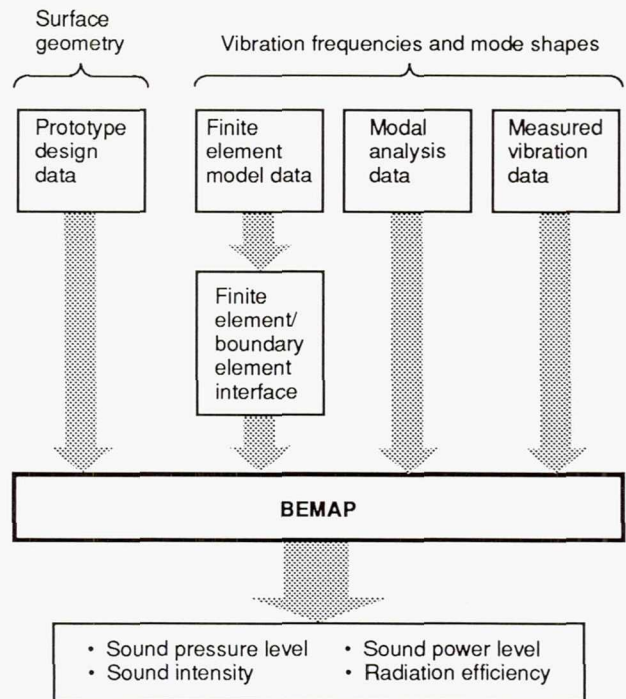 Surface
geometry
Vibration frequencies and mode shapes
Prototype
design
data
Finite
element
model data
Modal
analysis
data
Measured
vibration
data
Finite
element/
boundary
element
interface
BEMAP
• Sound pressure level
• Sound intensity
• Sound power level
• Radiation efficiency